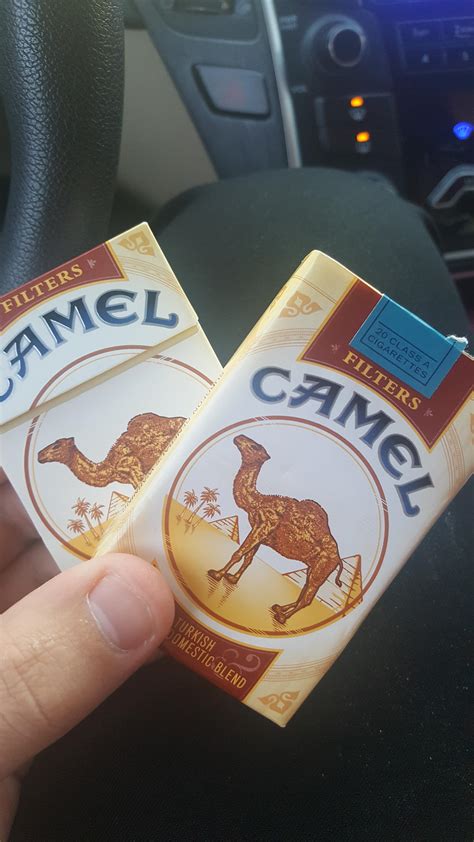 FILTERS
CAMEL
20 CLASS A
CIGARETTES
FILTERS
CAMEL
TURKISH
&
DOMESTIC BLEND